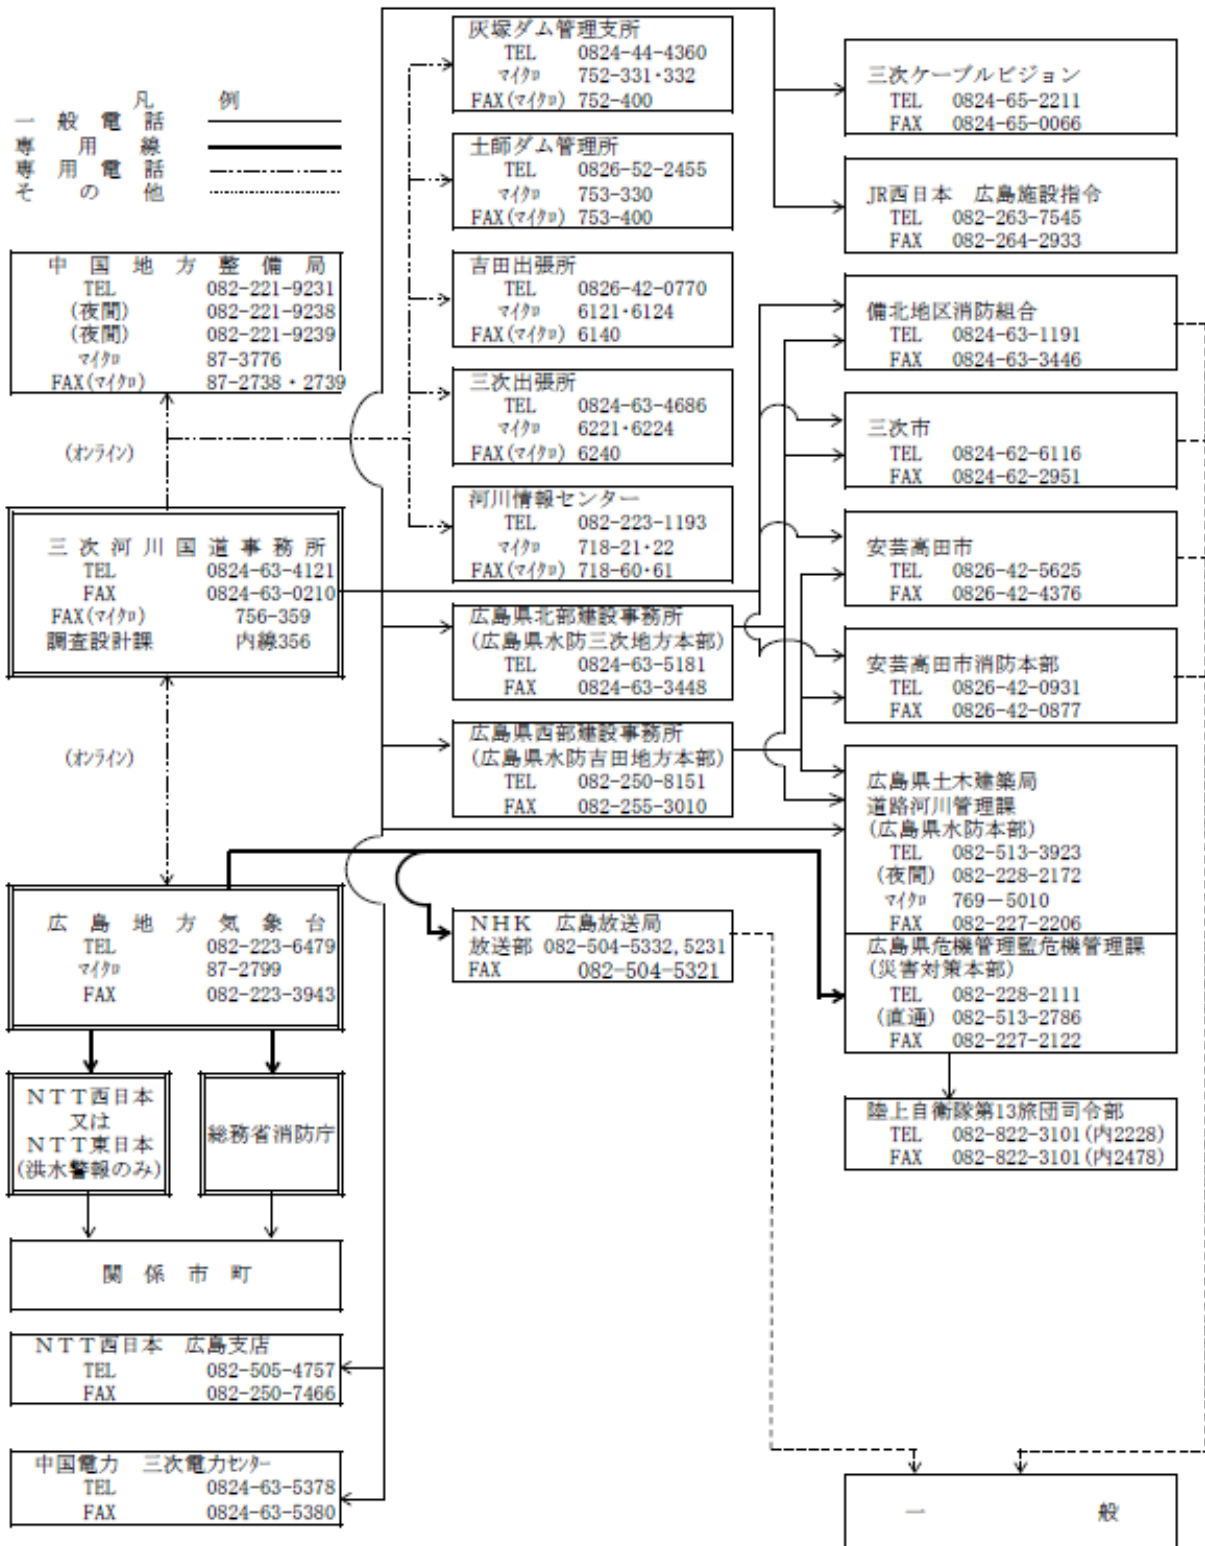 凡 例
一般電話
専用線
専用電話
その他
中国地方整備局
TEL 082-221-9231
(夜間) 082-221-9238
(夜間) 082-221-9239
マイクロ 87-3776
FAX(マイクロ) 87-2738・2739
(オンライン)
三次河川国道事務所
TEL 0824-63-4121
FAX 0824-63-0210
FAX(マイクロ) 756-359
調査設計課 内線356
(オンライン)
広島地方気象台
TEL 082-223-6479
マイクロ 87-2799
FAX 082-223-3943
NTT西日本
又は
NTT東日本
(洪水警報のみ)
総務省消防庁
関係市町
NTT西日本 広島支店
TEL 082-505-4757
FAX 082-250-7466
中国電力 三次電力センター
TEL 0824-63-5378
FAX 0824-63-5380
灰塚ダム管理支所
TEL 0824-44-4360
マイクロ 752-331・332
FAX(マイクロ) 752-400
土師ダム管理所
TEL 0826-52-2455
マイクロ 753-330
FAX(マイクロ) 753-400
吉田出張所
TEL 0826-42-0770
マイクロ 6121・6124
FAX(マイクロ) 6140
三次出張所
TEL 0824-63-4686
マイクロ 6221・6224
FAX(マイクロ) 6240
河川情報センター
TEL 082-223-1193
マイクロ 718-21・22
FAX(マイクロ) 718-60・61
広島県北部建設事務所
(広島県水防三次地方本部)
TEL 0824-63-5181
FAX 0824-63-3448
広島県西部建設事務所
(広島県水防吉田地方本部)
TEL 082-250-8151
FAX 082-255-3010
NHK 広島放送局
放送部 082-504-5332,5231
FAX 082-504-5321
三次ケーブルビジョン
TEL 0824-65-2211
FAX 0824-65-0066
JR西日本 広島施設指令
TEL 082-263-7545
FAX 082-264-2933
備北地区消防組合
TEL 0824-63-1191
FAX 0824-63-3446
三次市
TEL 0824-62-6116
FAX 0824-62-2951
安芸高田市
TEL 0826-42-5625
FAX 0826-42-4376
安芸高田市消防本部
TEL 0826-42-0931
FAX 0826-42-0877
広島県土木建築局
道路河川管理課
(広島県水防本部)
TEL 082-513-3923
(夜間) 082-228-2172
マイクロ 769-5010
FAX 082-227-2206
広島県危機管理監危機管理課
(災害対策本部)
TEL 082-228-2111
(直通) 082-513-2786
FAX 082-227-2122
陸上自衛隊第13旅団司令部
TEL 082-822-3101(内2228)
FAX 082-822-3101(内2478)
一般